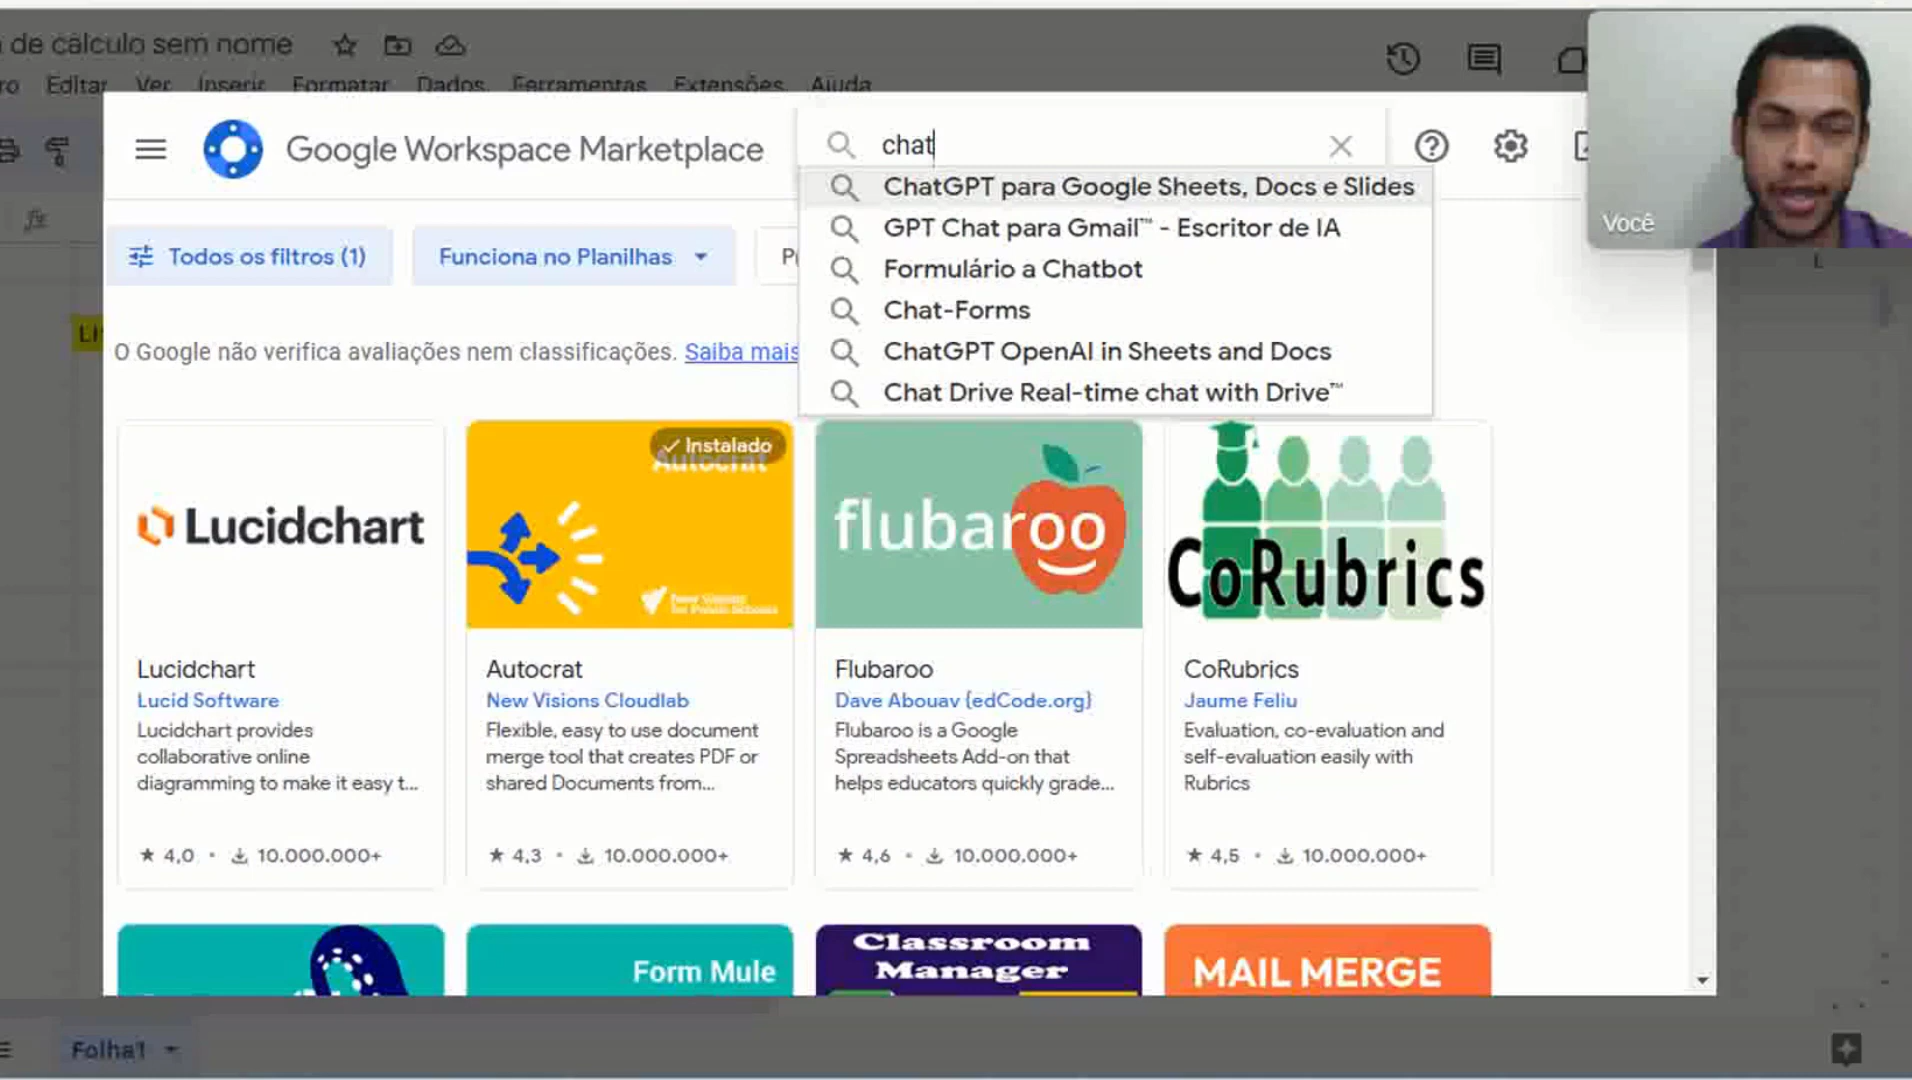 de cálculo sem nome
Editar Ver Inserir Formatar Dados Ferramentas Extensões Ajuda
Google Workspace Marketplace
chat
ChatGPT para Google Sheets, Docs e Slides
GPT Chat para Gmail™ - Escritor de IA
Formulário a Chatbot
Chat-Forms
ChatGPT OpenAI in Sheets and Docs
Chat Drive Real-time chat with Drive™
Você
fx
Todos os filtros (1)
Funciona no Planilhas
L
O Google não verifica avaliações nem classificações. Saiba mais
Lucidchart
Instalado
Autocrat
New Visions
for Public Schools
flubaroo
CoRubrics
Lucidchart
Lucid Software
Lucidchart provides
collaborative online
diagramming to make it easy t...
4,0 • 10.000.000+
Autocrat
New Visions Cloudlab
Flexible, easy to use document
merge tool that creates PDF or
shared Documents from...
4,3 • 10.000.000+
Flubaroo
Dave Abouav {edCode.org}
Flubaroo is a Google
Spreadsheets Add-on that
helps educators quickly grade...
4,6 • 10.000.000+
CoRubrics
Jaume Feliu
Evaluation, co-evaluation and
self-evaluation easily with
Rubrics
4,5 • 10.000.000+
Form Mule
Classroom
Manager
MAIL MERGE
Folha1